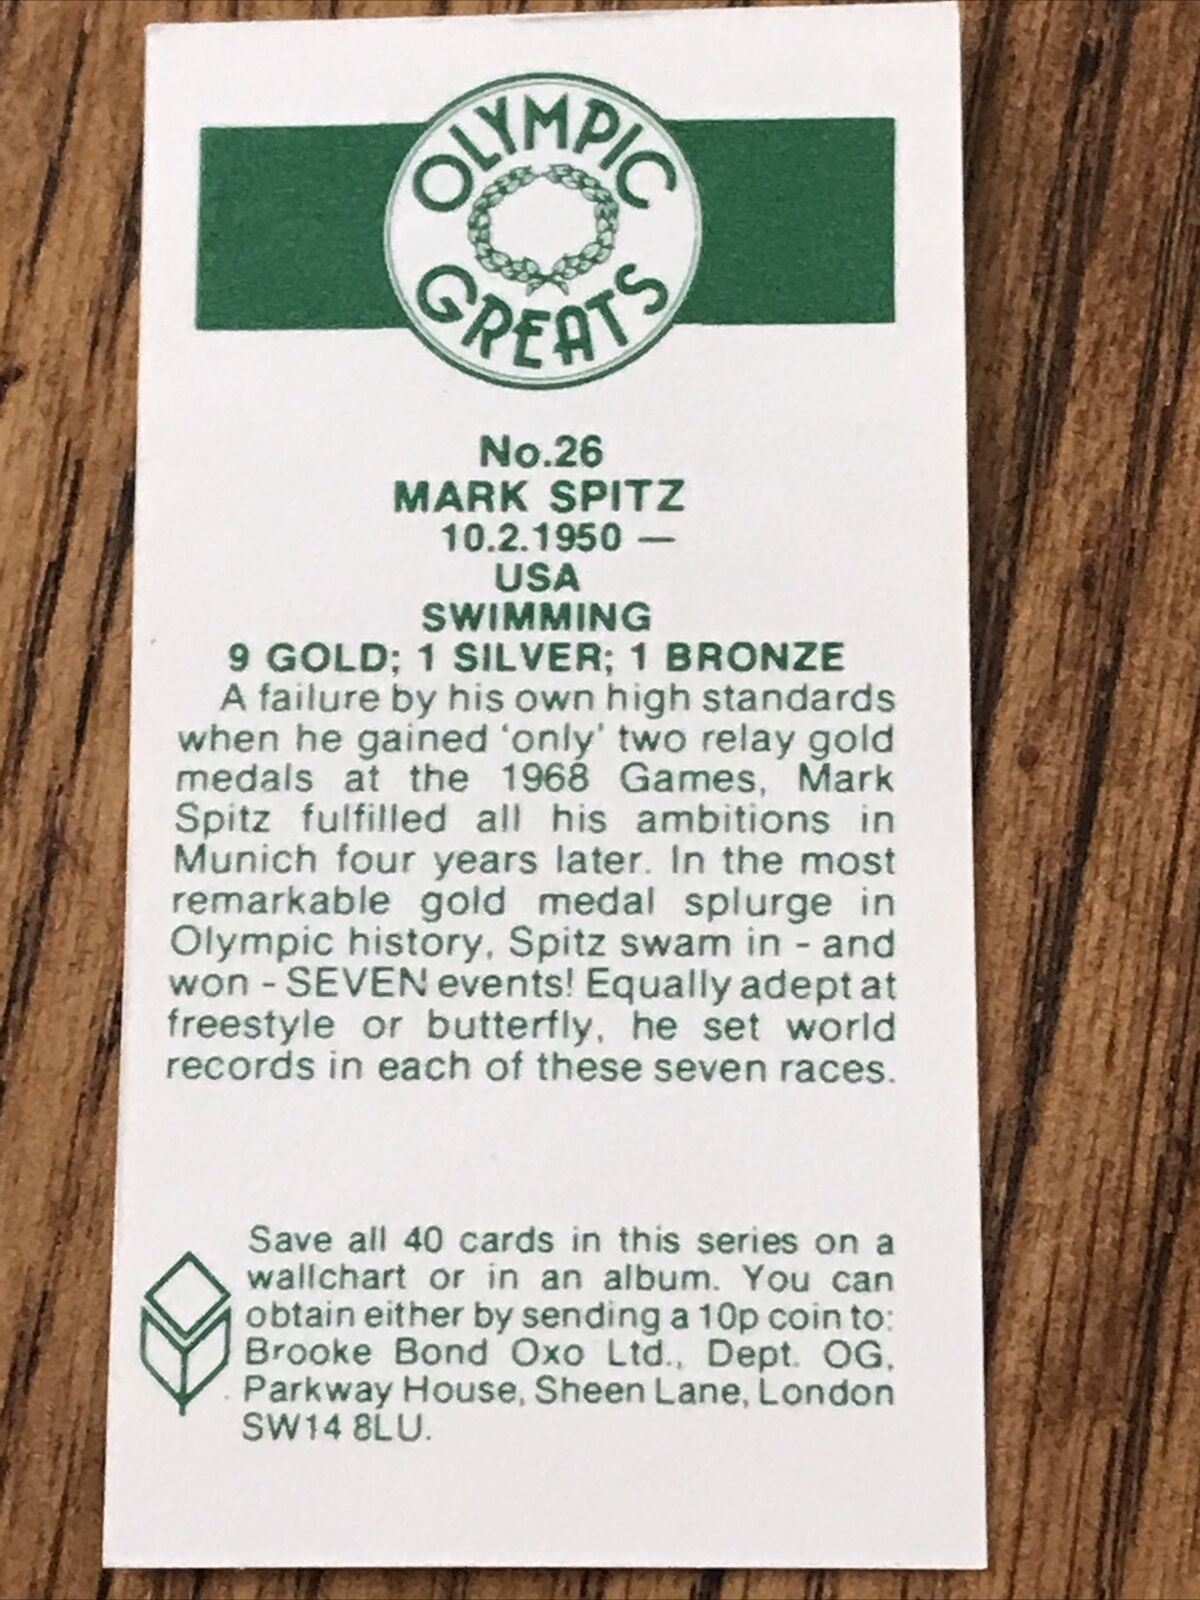 OLYMPIC
GREATS
No.26
MARK SPITZ
10.2.1950 —
USA
SWIMMING
9 GOLD; 1 SILVER; 1 BRONZE
A failure by his own high standards
when he gained 'only' two relay gold
medals at the 1968 Games, Mark
Spitz fulfilled all his ambitions in
Munich four years later. In the most
remarkable gold medal splurge in
Olympic history, Spitz swam in - and
won - SEVEN events! Equally adept at
freestyle or butterfly, he set world
records in each of these seven races.
Save all 40 cards in this series on a
wallchart or in an album. You can
obtain either by sending a 10p coin to:
Brooke Bond Oxo Ltd., Dept. OG,
Parkway House, Sheen Lane, London
SW14 8LU.